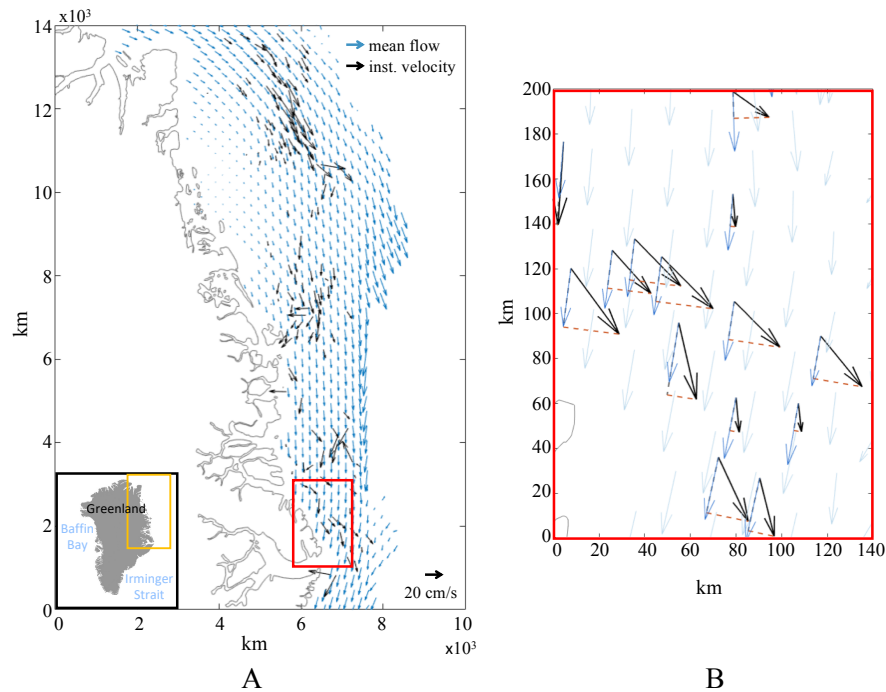 ×10³
14
12
10
8
6
4
2
0
km
mean flow
inst. velocity
Greenland
Baffin
Bay
Irminger
Strait
20 cm/s
0 2 4 6 8 10
km
×10³
A
200
180
160
140
120
100
80
60
40
20
0
km
0 20 40 60 80 100 120 140
km
B